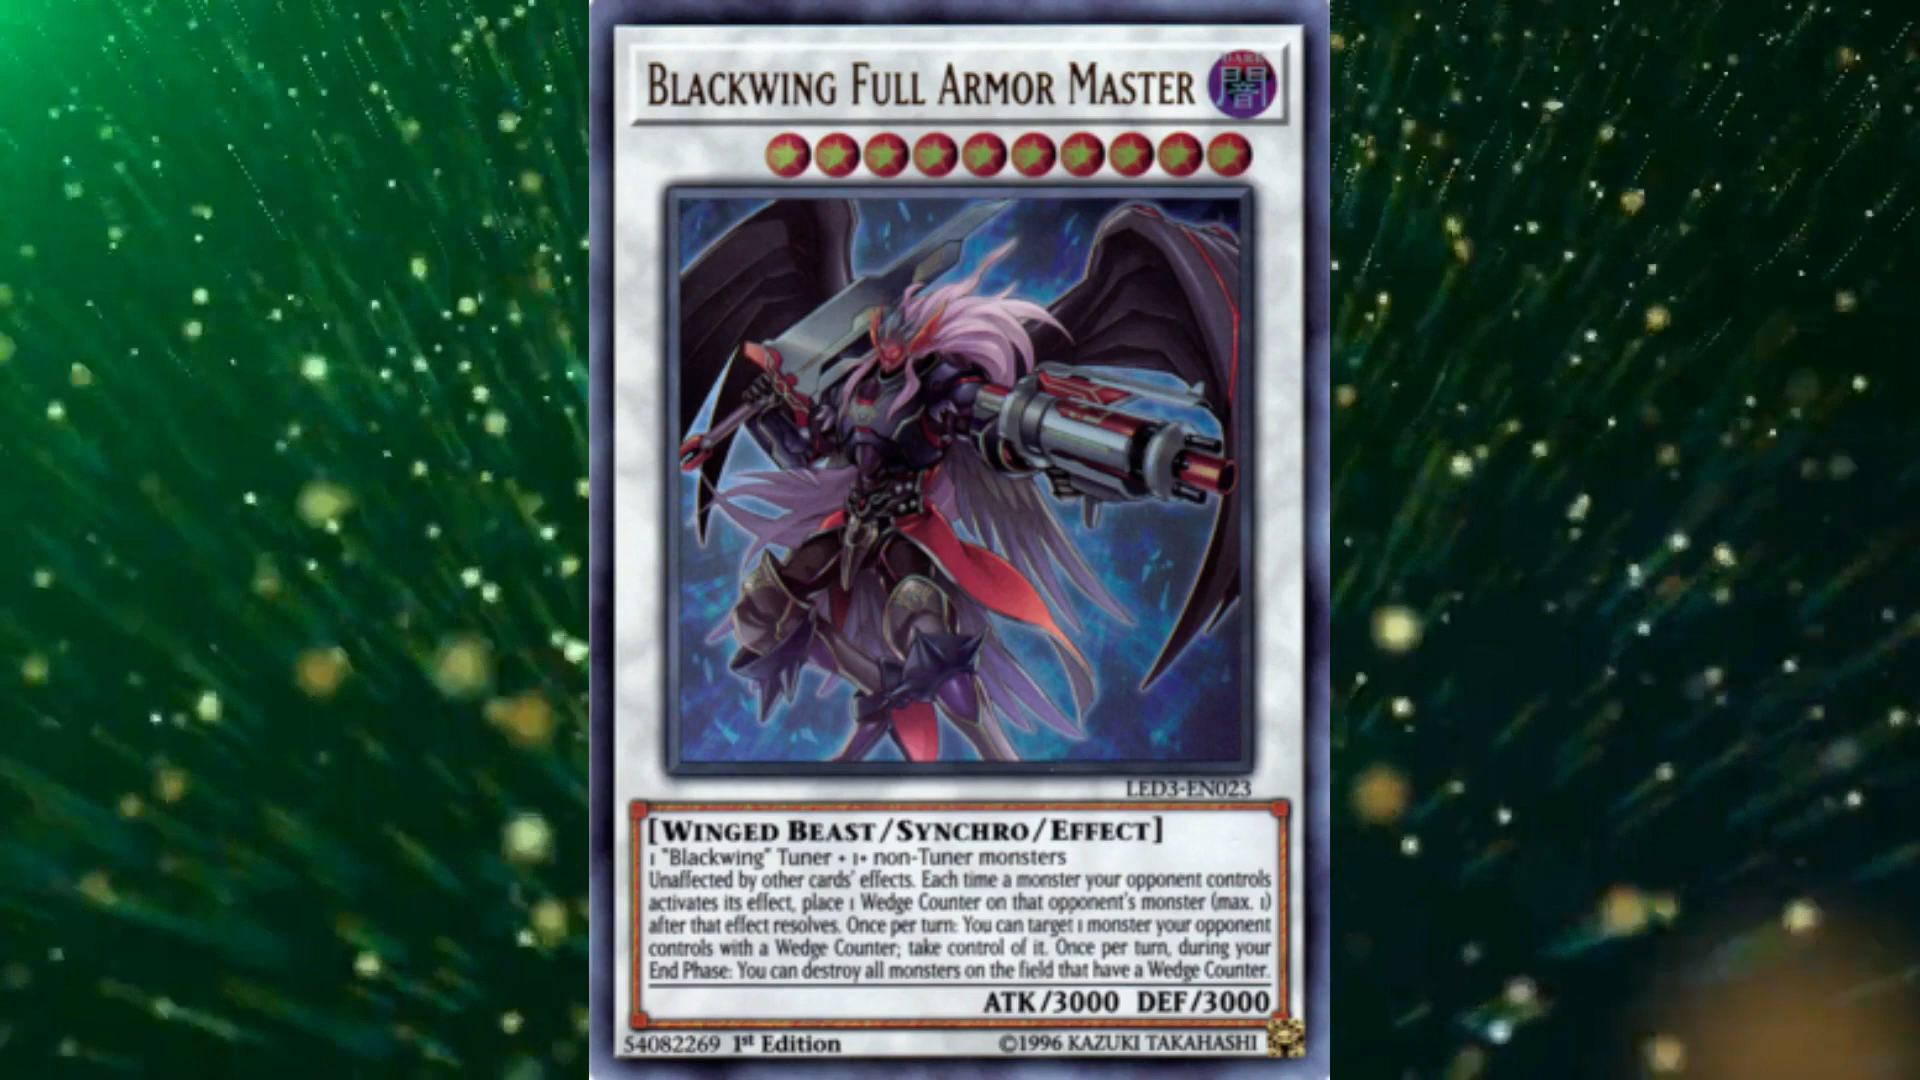 BLACKWING FULL ARMOR MASTER
DARK
闇
LED3-EN023
[WINGED BEAST/SYNCHRO/EFFECT]
1 "Blackwing" Tuner + 1+ non-Tuner monsters
Unaffected by other cards' effects. Each time a monster your opponent controls
activates its effect, place 1 Wedge Counter on that opponent's monster (max. 1)
after that effect resolves. Once per turn: You can target 1 monster your opponent
controls with a Wedge Counter; take control of it. Once per turn, during your
End Phase: You can destroy all monsters on the field that have a Wedge Counter.
ATK/3000 DEF/3000
54082269 1st Edition ©1996 KAZUKI TAKAHASHI